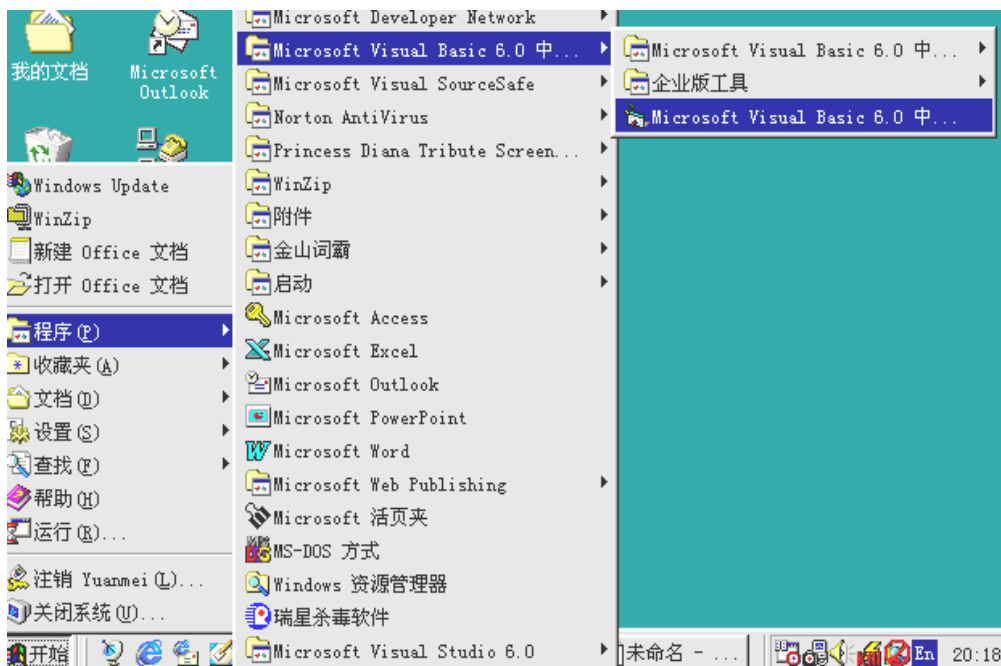 我的文档
Microsoft
Outlook
Windows Update
WinZip
新建 Office 文档
打开 Office 文档
程序(P)
收藏夹(A)
文档(D)
设置(S)
查找(F)
帮助(H)
运行(R)...
注销 Yuanmei(L)...
关闭系统(U)...
Microsoft Developer Network
Microsoft Visual Basic 6.0 中...
Microsoft Visual SourceSafe
Norton AntiVirus
Princess Diana Tribute Screen...
WinZip
附件
金山词霸
启动
Microsoft Access
Microsoft Excel
Microsoft Outlook
Microsoft PowerPoint
Microsoft Word
Microsoft Web Publishing
Microsoft 活页夹
MS-DOS 方式
Windows 资源管理器
瑞星杀毒软件
Microsoft Visual Studio 6.0
Microsoft Visual Basic 6.0 中...
企业版工具
Microsoft Visual Basic 6.0 中...
开始
未命名 - ...
En
20:18